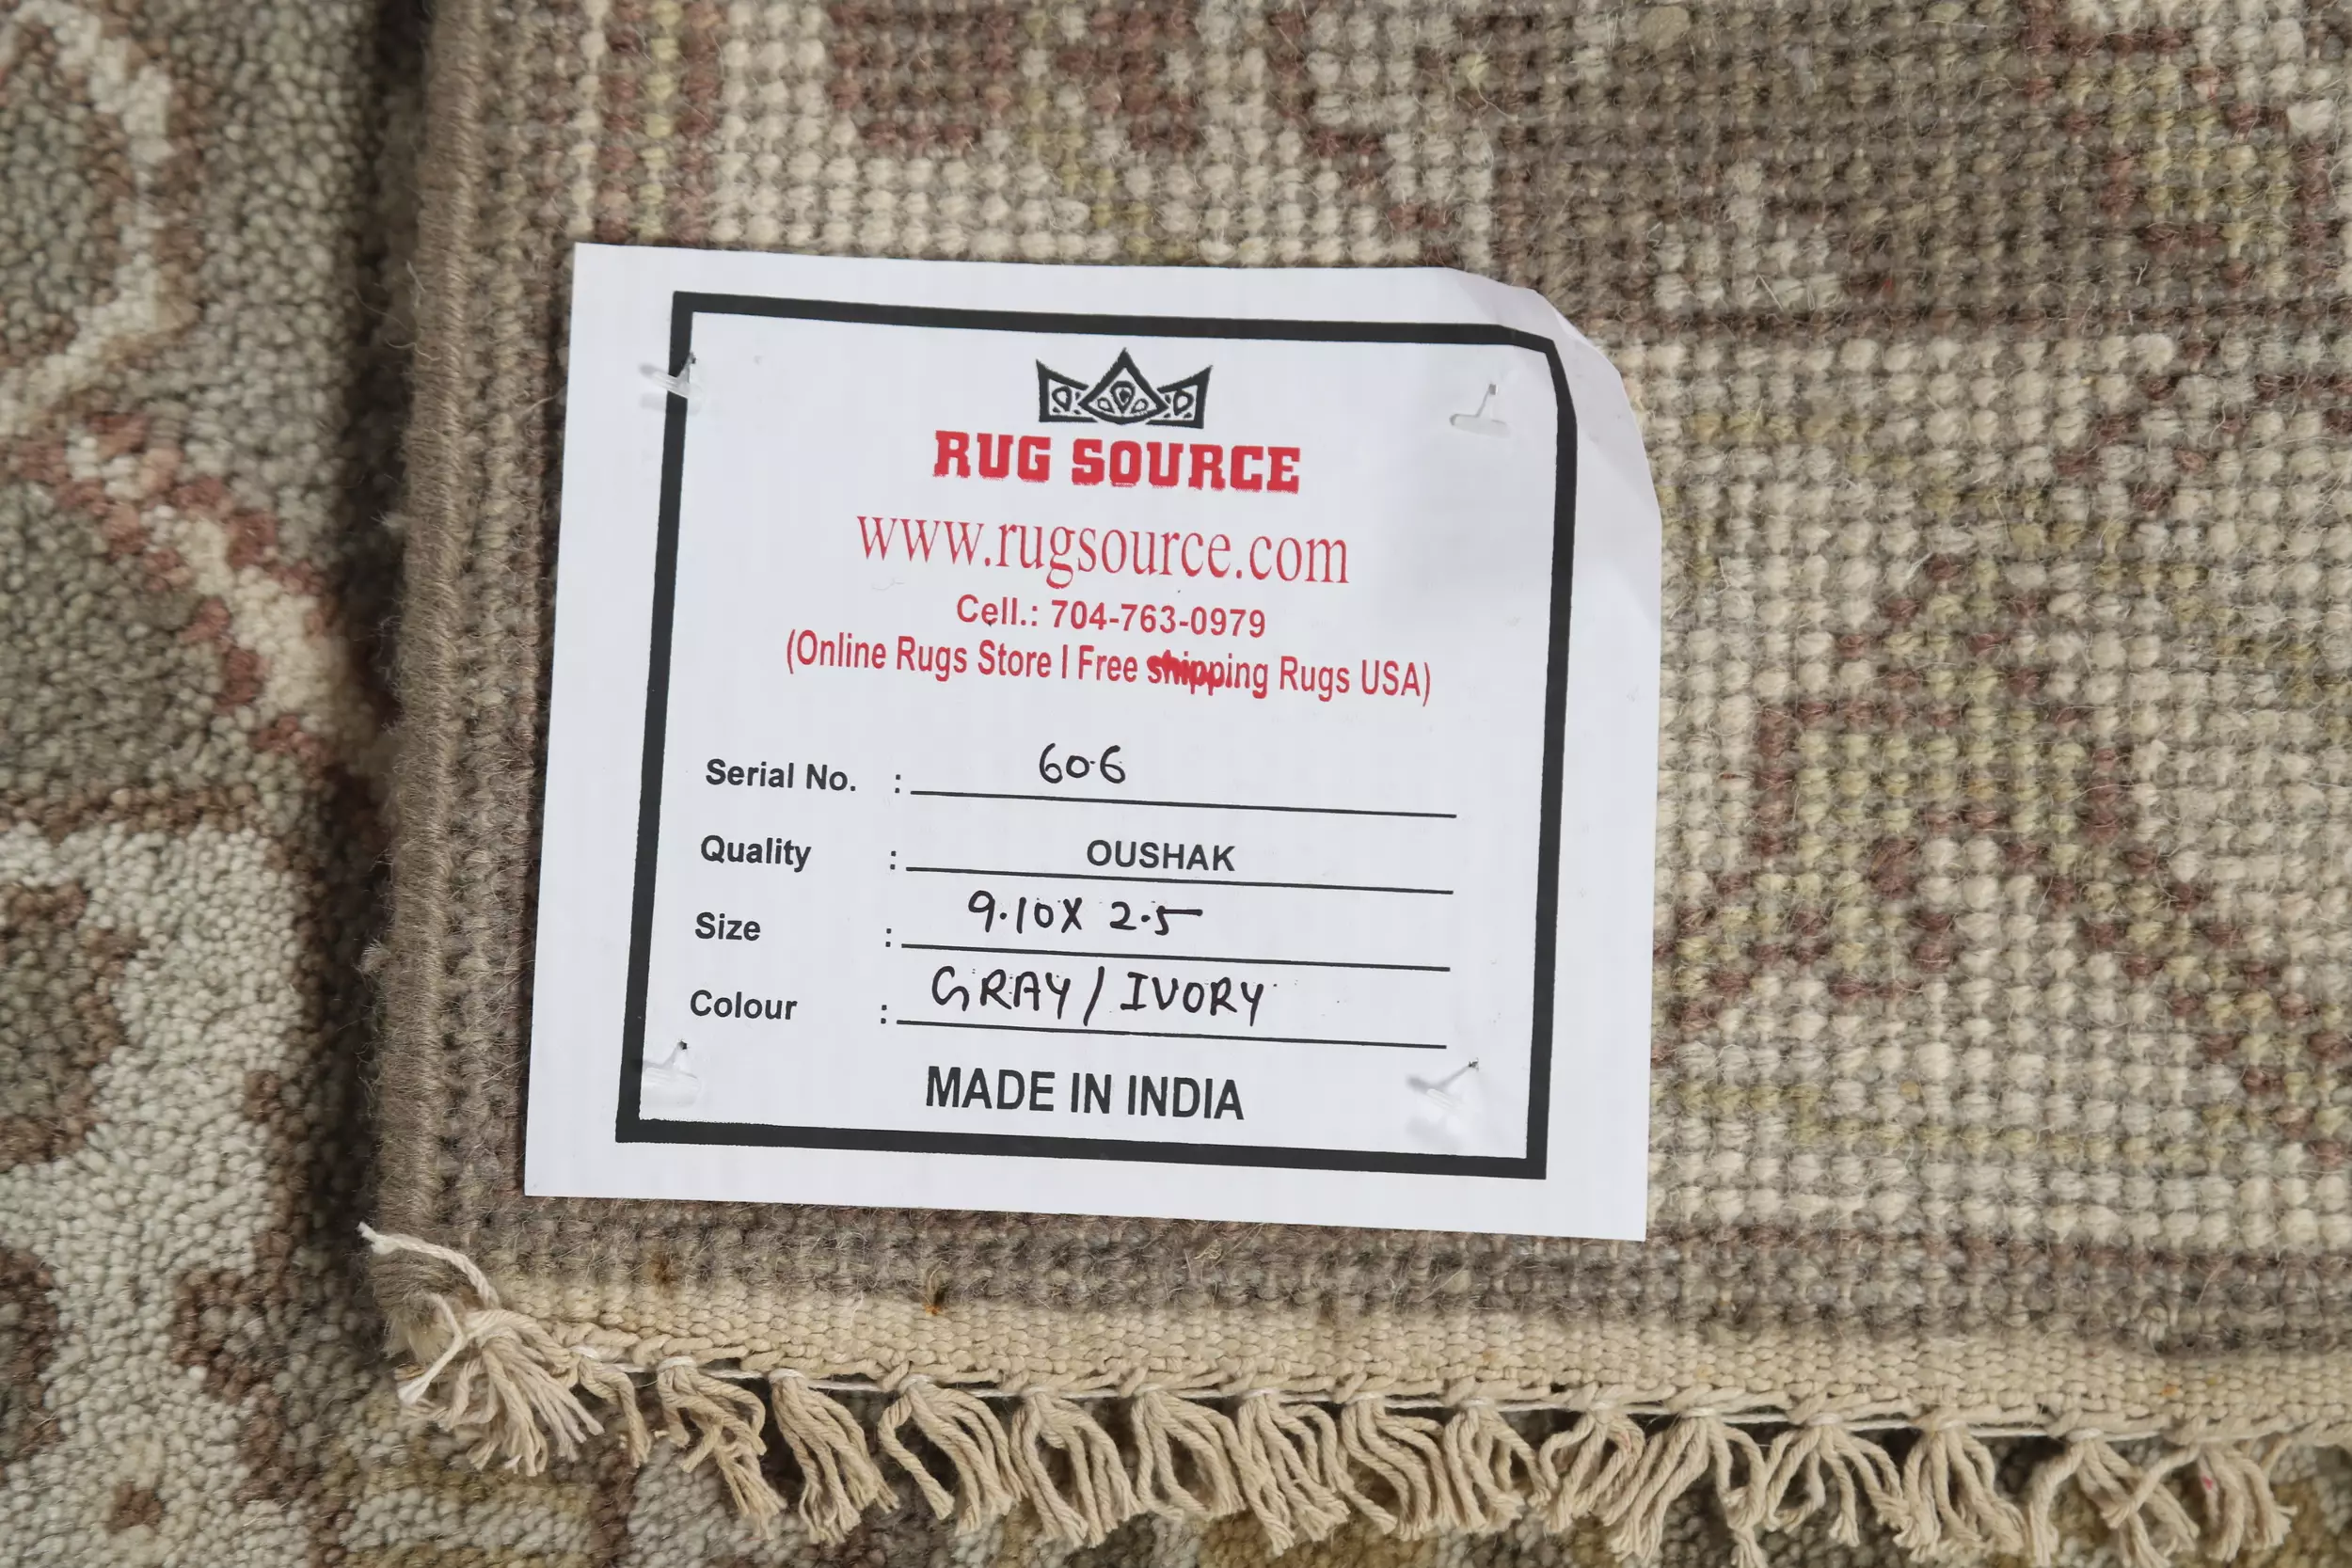 RUG SOURCE
www.rugsource.com
Cell.: 704-763-0979
(Online Rugs Store I Free shipping Rugs USA)
Serial No. : 606
Quality : OUSHAK
Size : 9.10X 2.5
Colour : GRAY / IVORY
MADE IN INDIA